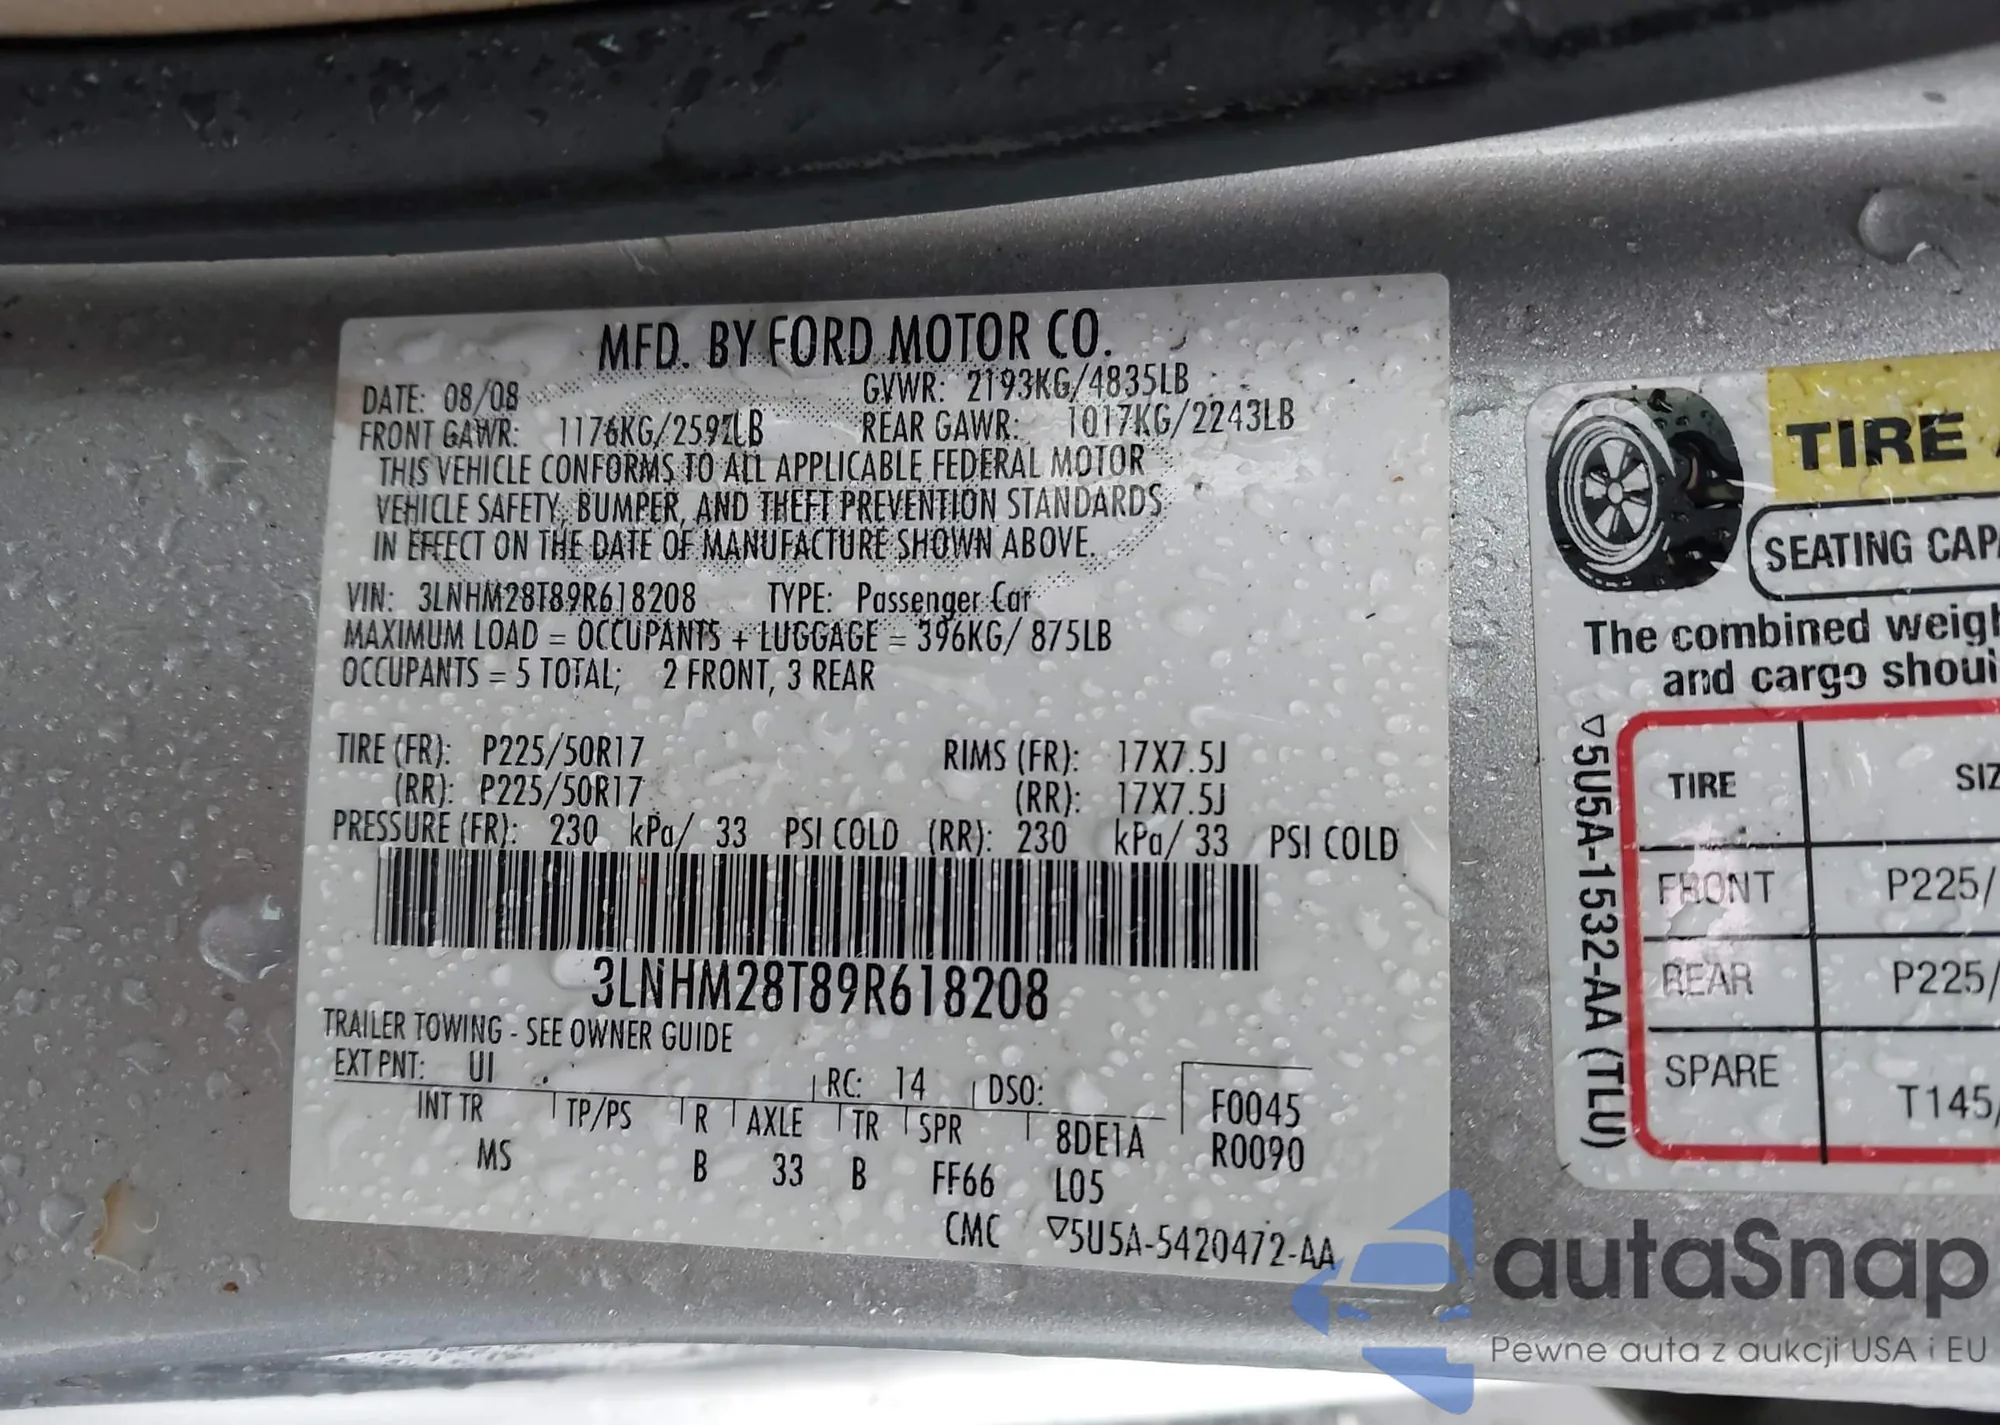 MFD. BY FORD MOTOR CO.
DATE: 08/08 GVWR: 2193KG/4835LB
FRONT GAWR: 1176KG/2592LB REAR GAWR: 1017KG/2243LB
THIS VEHICLE CONFORMS TO ALL APPLICABLE FEDERAL MOTOR
VEHICLE SAFETY, BUMPER, AND THEFT PREVENTION STANDARDS
IN EFFECT ON THE DATE OF MANUFACTURE SHOWN ABOVE.
VIN: 3LNHM28T89R618208 TYPE: Passenger Car
MAXIMUM LOAD = OCCUPANTS + LUGGAGE = 396KG/ 875LB
OCCUPANTS = 5 TOTAL; 2 FRONT, 3 REAR
TIRE (FR): P225/50R17 RIMS (FR): 17X7.5J
(RR): P225/50R17 (RR): 17X7.5J
PRESSURE (FR): 230 kPa/ 33 PSI COLD (RR): 230 kPa/ 33 PSI COLD
3LNHM28T89R618208
TRAILER TOWING - SEE OWNER GUIDE
EXT PNT: UI RC: 14 DSO:
INT TR TP/PS R AXLE TR SPR 8DE1A
MS B 33 B FF66 L05
F0045
R0090
CMC ▽5U5A-5420472-AA
TIRE
SEATING CAP
The combined weigh
and cargo shoul
▽5U5A-1532-AA (TLU)
TIRE SIZ
FRONT P225/
REAR P225/
SPARE T145/
autaSnap
Pewne auta z aukcji USA i EU